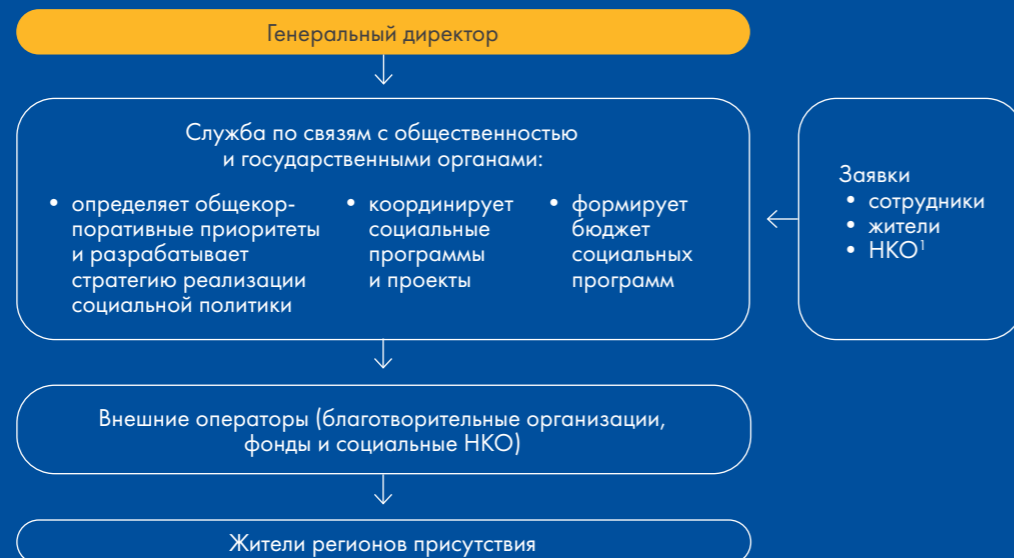 Генеральный директор
Служба по связям с общественностью
и государственными органами:
• определяет общекор-
поративные приоритеты
и разрабатывает
стратегию реализации
социальной политики
• координирует
социальные
программы
и проекты
• формирует
бюджет
социальных
программ
Заявки
• сотрудники
• жители
• НКО¹
Внешние операторы (благотворительные организации,
фонды и социальные НКО)
Жители регионов присутствия